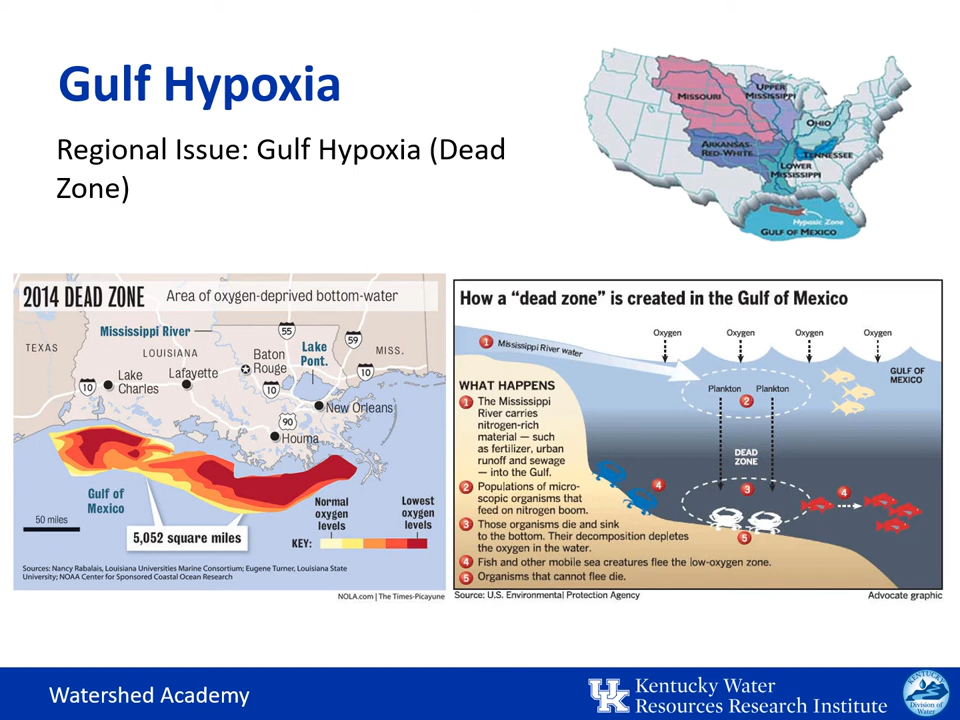 Gulf Hypoxia
Regional Issue: Gulf Hypoxia (Dead
Zone)
MISSOURI
UPPER
MISSISSIPPI
OHIO
ARKANSAS-
RED-WHITE
TENNESSEE
LOWER
MISSISSIPPI
Hypoxic Zone
GULF OF MEXICO
2014 DEAD ZONE
Area of oxygen-deprived bottom-water
Mississippi River
55
59
TEXAS
LOUISIANA
Baton
Rouge
Lake
Pont.
MISS.
10
Lake
Charles
Lafayette
10
10
New Orleans
90
Houma
Gulf of
Mexico
50 miles
5,052 square miles
Normal
oxygen
levels
Lowest
oxygen
levels
KEY:
Sources: Nancy Rabalais, Louisiana Universities Marine Consortium; Eugene Turner, Louisiana State
University; NOAA Center for Sponsored Coastal Ocean Research
NOLA.com | The Times-Picayune
How a “dead zone” is created in the Gulf of Mexico
Oxygen
Oxygen
Oxygen
Oxygen
1 Mississippi River water
GULF OF
MEXICO
Plankton
Plankton
2
DEAD
ZONE
3
4
4
5
WHAT HAPPENS
1 The Mississippi
River carries
nitrogen-rich
material — such
as fertilizer, urban
runoff and sewage
— into the Gulf.
2 Populations of micro-
scopic organisms that
feed on nitrogen boom.
3 Those organisms die and sink
to the bottom. Their decomposition depletes
the oxygen in the water.
4 Fish and other mobile sea creatures flee the low-oxygen zone.
5 Organisms that cannot flee die.
Source: U.S. Environmental Protection Agency
Advocate graphic
Watershed Academy
UK
Kentucky Water
Resources Research Institute
KENTUCKY
Division of
Water